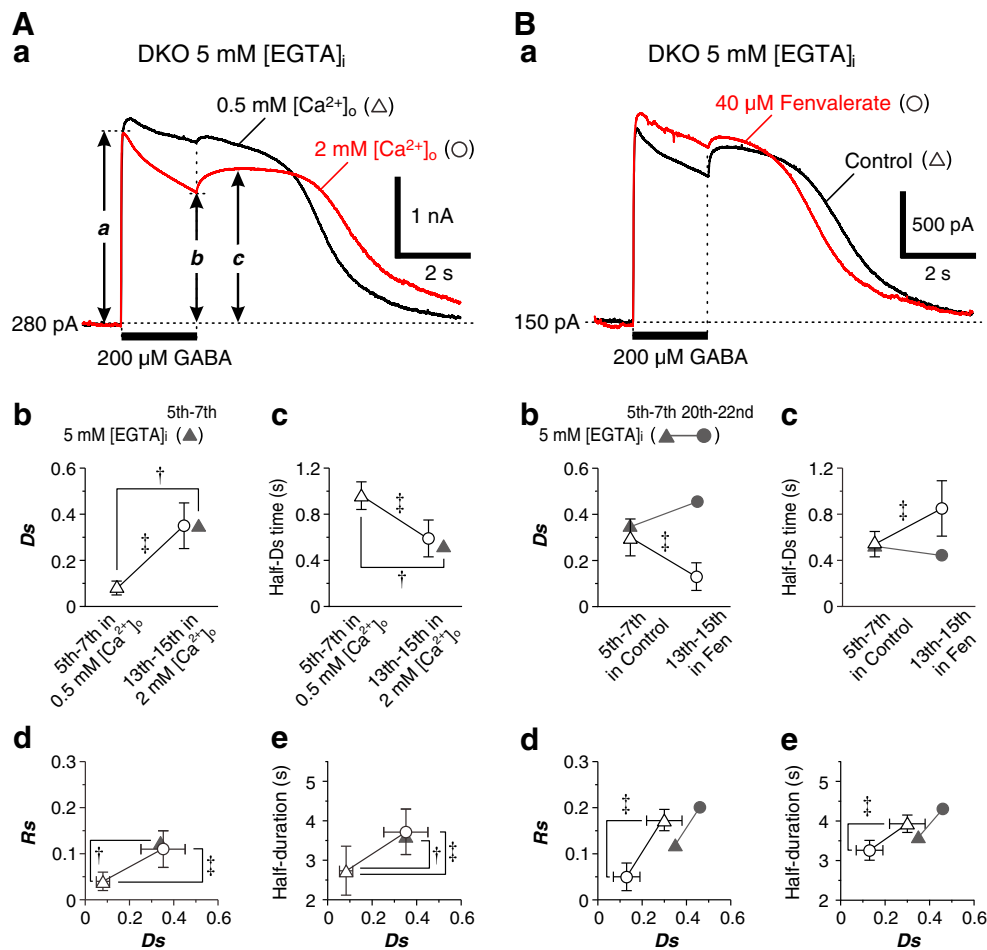 A
a
DKO 5 mM [EGTA]i
0.5 mM [Ca2+]o (△)
2 mM [Ca2+]o (○)
a
b
c
1 nA
2 s
280 pA
200 µM GABA
B
a
DKO 5 mM [EGTA]i
40 µM Fenvalerate (○)
Control (△)
500 pA
2 s
150 pA
200 µM GABA
b
5th-7th
5 mM [EGTA]i (▲)
Ds
0.6
0.4
0.2
0
†
‡
5th-7th in
0.5 mM [Ca2+]o
13th-15th in
2 mM [Ca2+]o
c
Half-Ds time (s)
1.2
0.8
0.4
0
‡
†
5th-7th in
0.5 mM [Ca2+]o
13th-15th in
2 mM [Ca2+]o
b
5th-7th 20th-22nd
5 mM [EGTA]i (▲─●)
Ds
0.6
0.4
0.2
0
‡
5th-7th
in Control
13th-15th
in Fen
c
Half-Ds time (s)
1.2
0.8
0.4
0
‡
5th-7th
in Control
13th-15th
in Fen
d
Rs
0.3
0.2
0.1
0
†
‡
0 0.2 0.4 0.6
Ds
e
Half-duration (s)
5
4
3
2
†
‡
0 0.2 0.4 0.6
Ds
d
Rs
0.3
0.2
0.1
0
‡
0 0.2 0.4 0.6
Ds
e
Half-duration (s)
5
4
3
2
‡
0 0.2 0.4 0.6
Ds